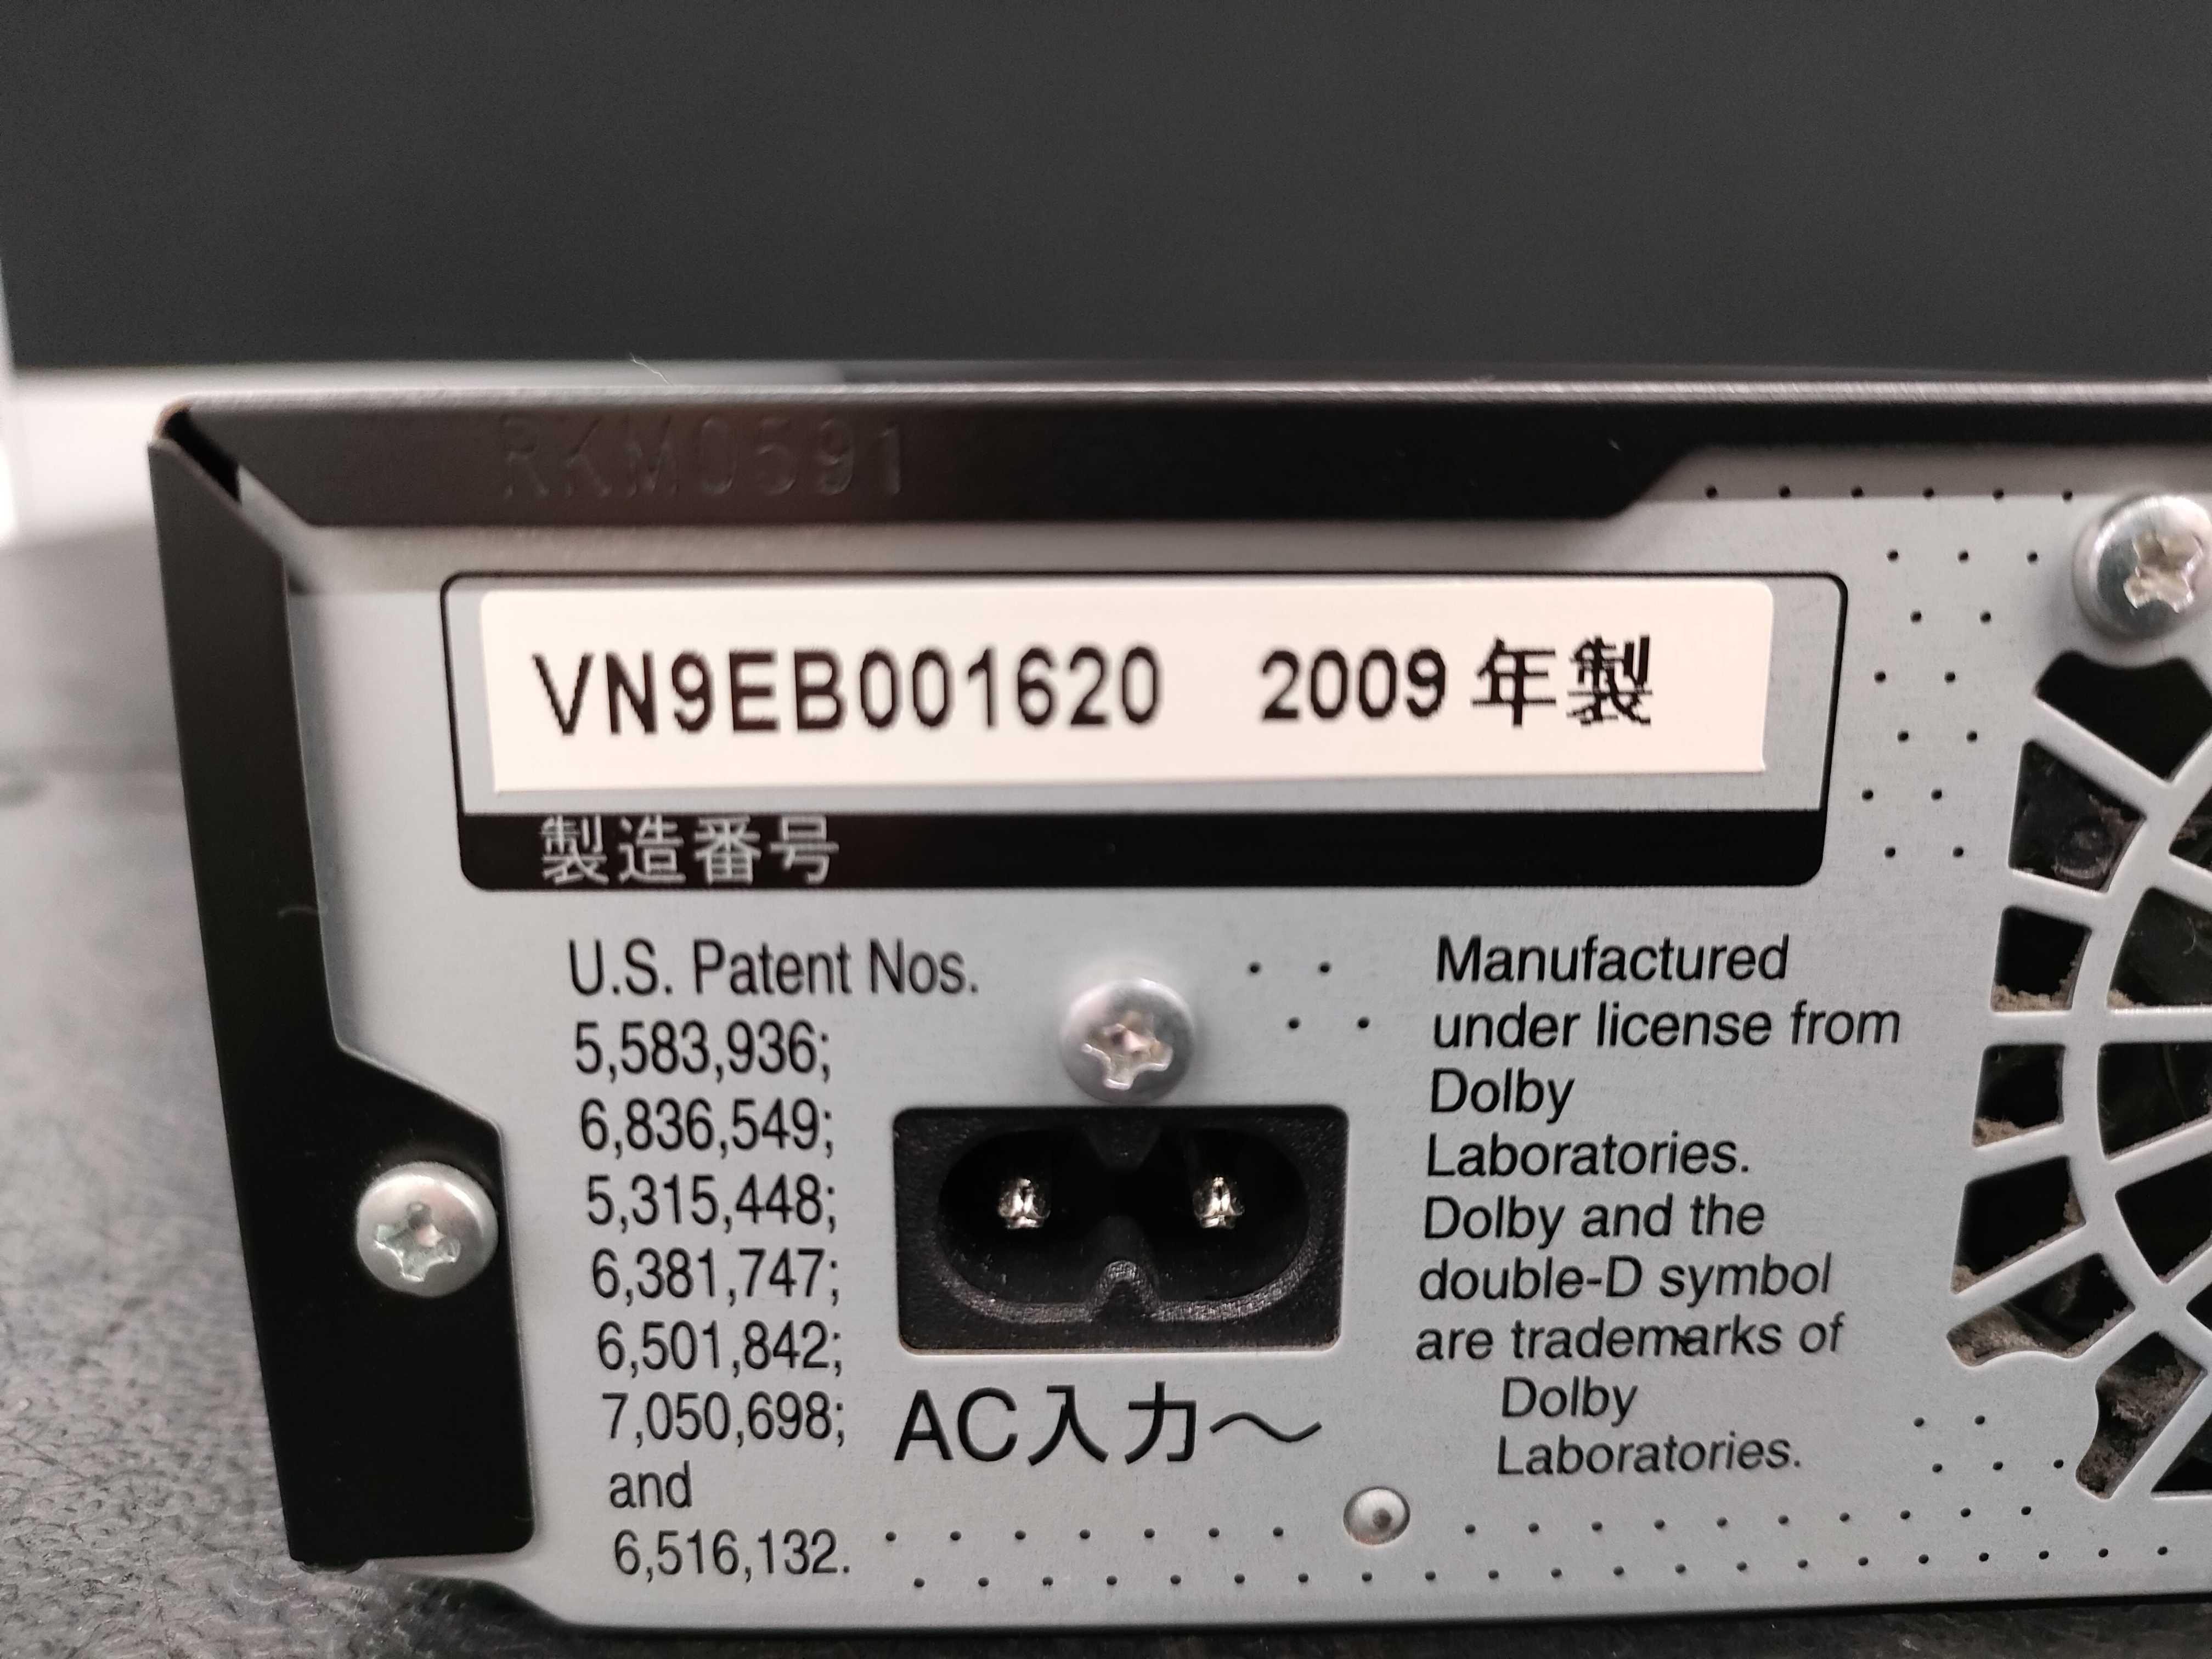 RKM0591
VN9EB001620 2009年製
製造番号
U.S. Patent Nos.
5,583,936;
6,836,549;
5,315,448;
6,381,747;
6,501,842;
7,050,698;
and
6,516,132.
AC入力～
Manufactured
under license from
Dolby
Laboratories.
Dolby and the
double-D symbol
are trademarks of
Dolby
Laboratories.